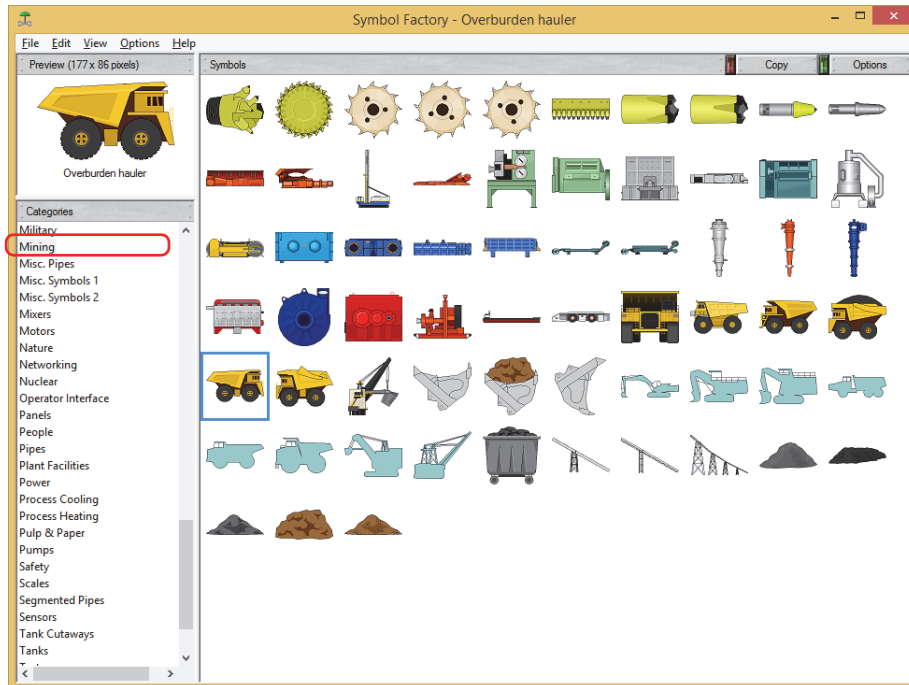 Symbol Factory - Overburden hauler
File Edit View Options Help
Preview (177 x 86 pixels)
Overburden hauler
Symbols
Copy
Options
Categories
Military
Mining
Misc. Pipes
Misc. Symbols 1
Misc. Symbols 2
Mixers
Motors
Nature
Networking
Nuclear
Operator Interface
Panels
People
Pipes
Plant Facilities
Power
Process Cooling
Process Heating
Pulp & Paper
Pumps
Safety
Scales
Segmented Pipes
Sensors
Tank Cutaways
Tanks